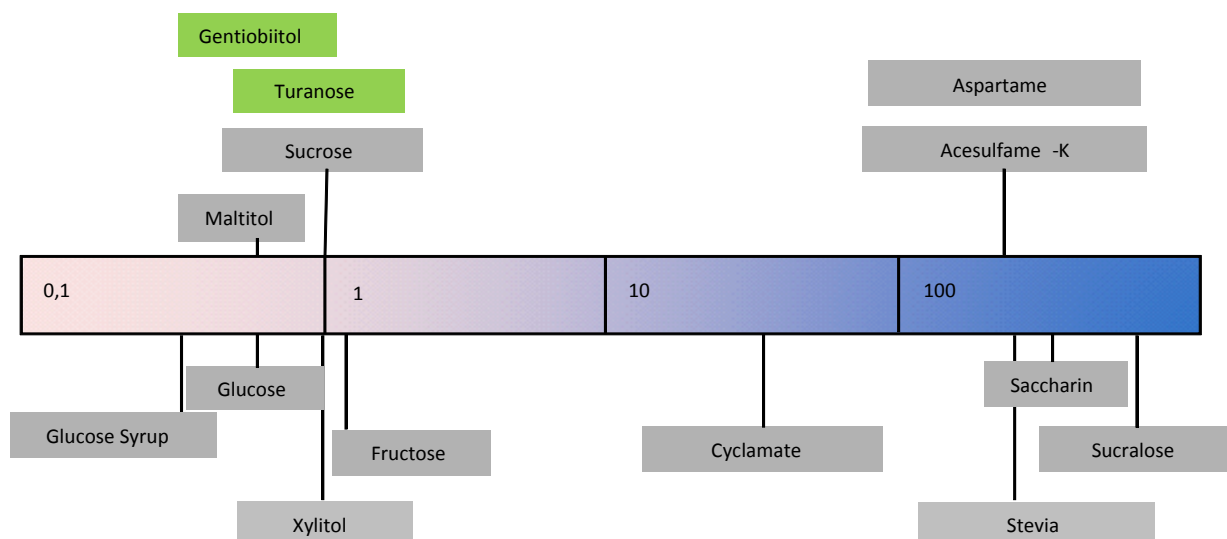 Gentiobiitol
Turanose
Aspartame
Sucrose
Acesulfame -K
Maltitol
0,1
1
10
100
Glucose
Saccharin
Glucose Syrup
Fructose
Cyclamate
Sucralose
Xylitol
Stevia